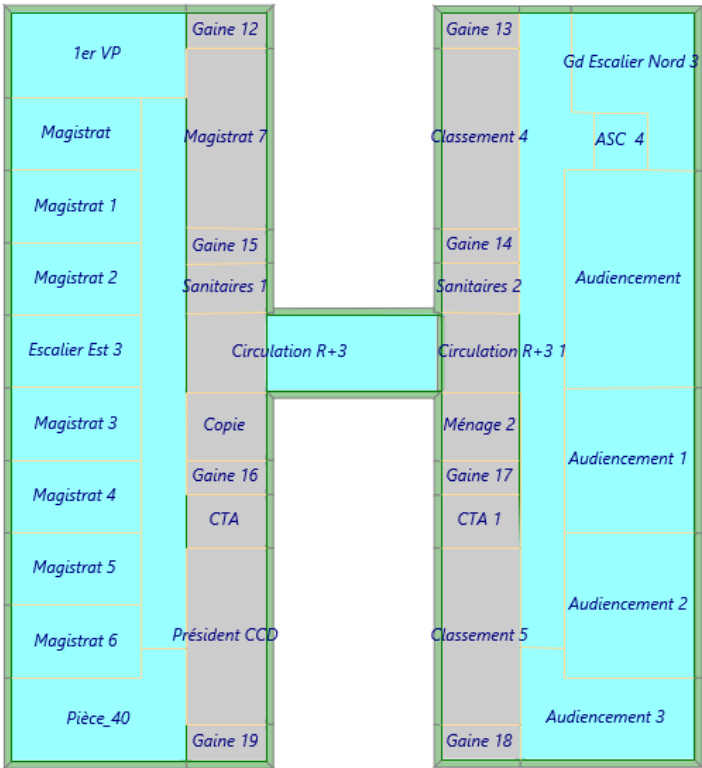 Gaine 12
Gaine 13
1er VP
Gd Escalier Nord 3
Magistrat
Magistrat 7
Classement 4
ASC 4
Magistrat 1
Gaine 15
Gaine 14
Magistrat 2
Sanitaires 1
Sanitaires 2
Audiencement
Escalier Est 3
Circulation R+3
Circulation R+3 1
Magistrat 3
Copie
Ménage 2
Audiencement 1
Magistrat 4
Gaine 16
Gaine 17
CTA
CTA 1
Magistrat 5
Audiencement 2
Magistrat 6
Président CCD
Classement 5
Pièce_40
Audiencement 3
Gaine 19
Gaine 18